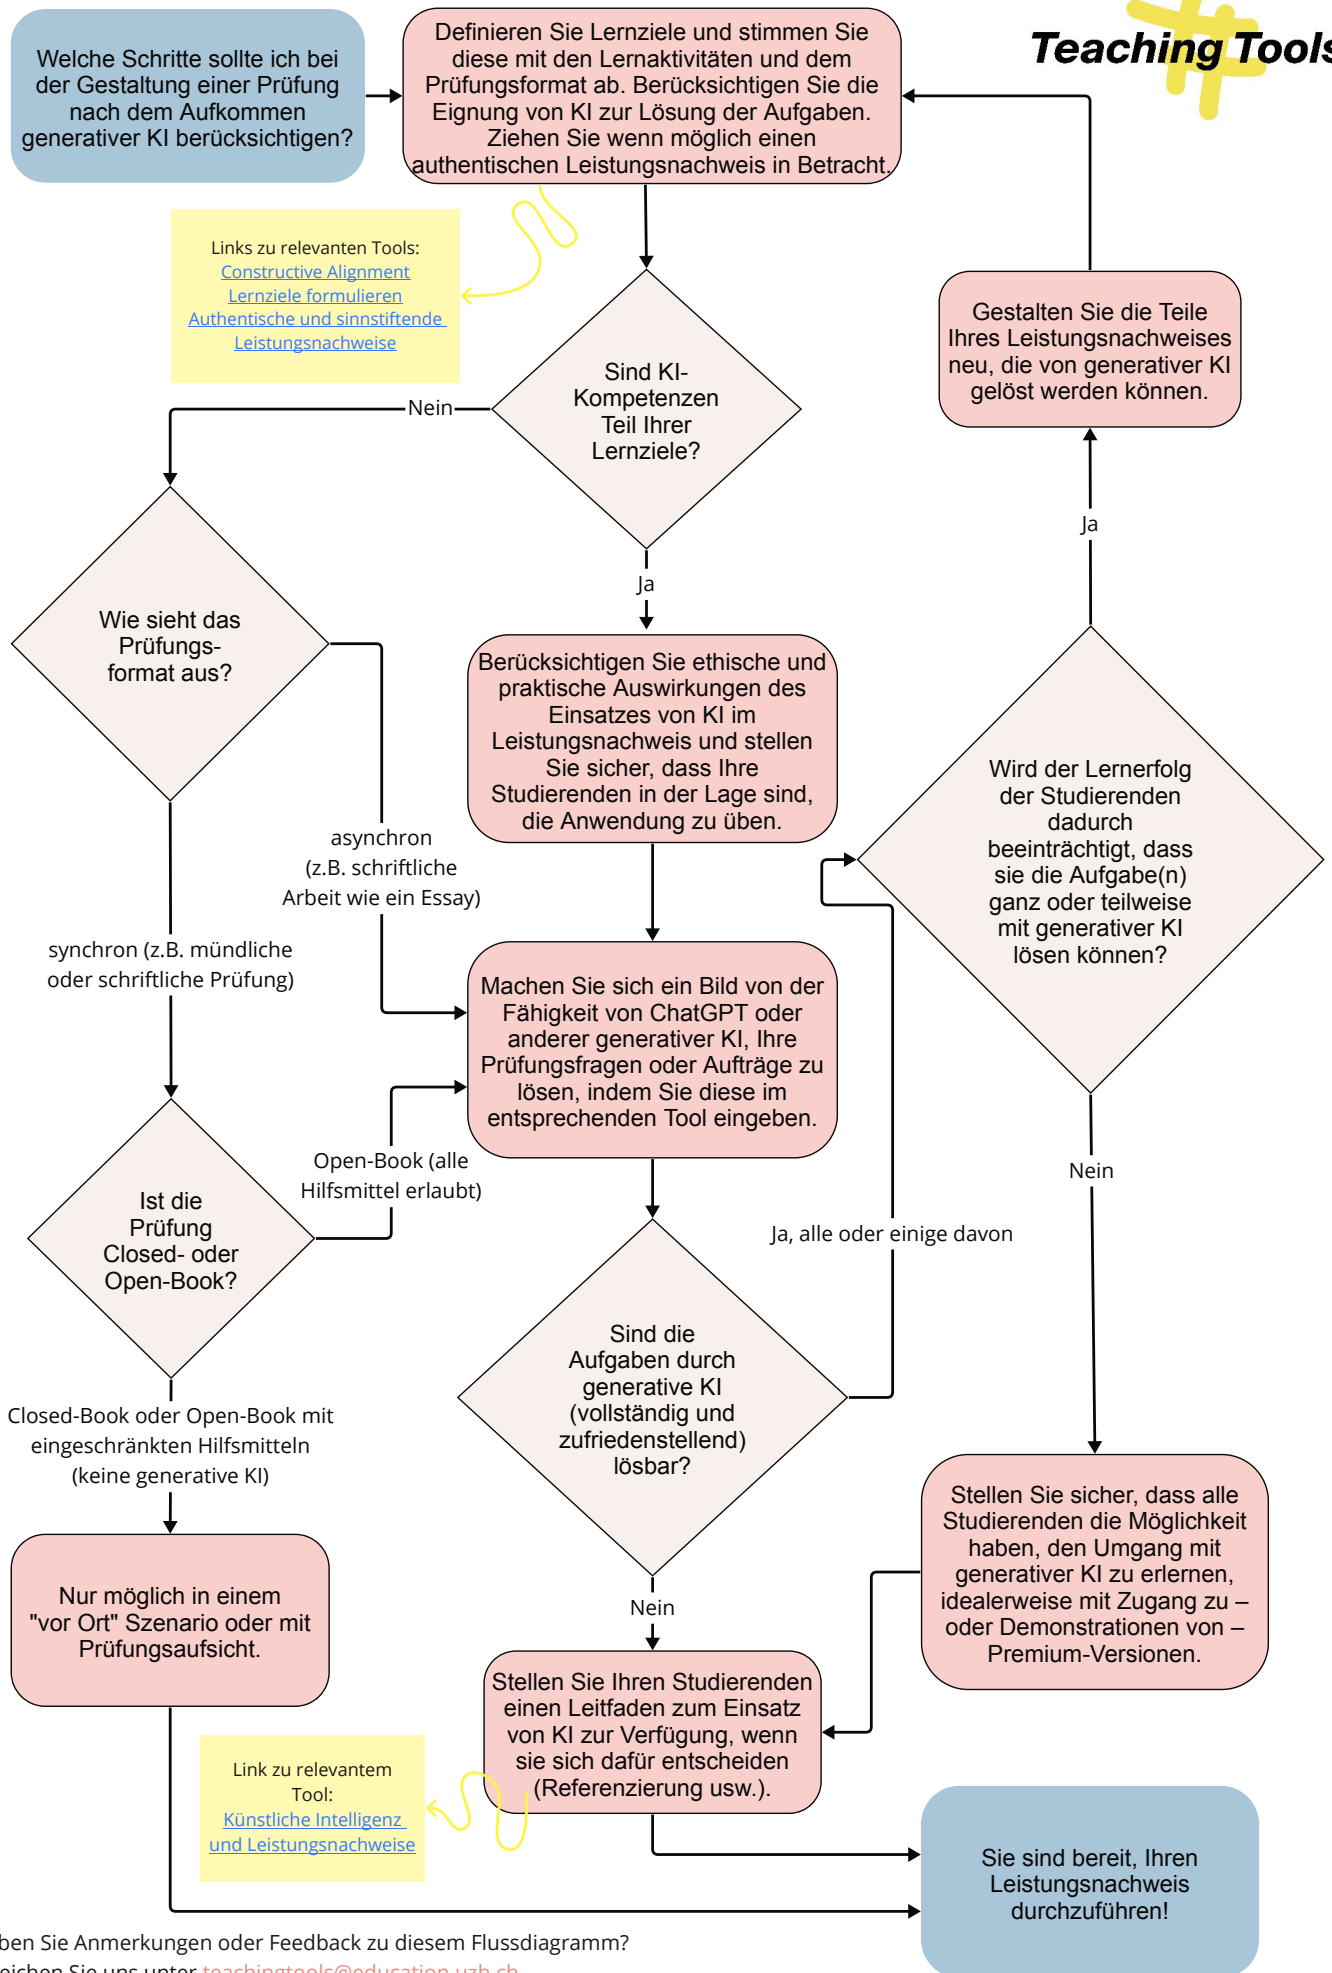 Welche Schritte sollte ich bei
der Gestaltung einer Prüfung
nach dem Aufkommen
generativer KI berücksichtigen?
Definieren Sie Lernziele und stimmen Sie
diese mit den Lernaktivitäten und dem
Prüfungsformat ab. Berücksichtigen Sie die
Eignung von KI zur Lösung der Aufgaben.
Ziehen Sie wenn möglich einen
authentischen Leistungsnachweis in Betracht.
Teaching Tools
Links zu relevanten Tools:
Constructive Alignment
Lernziele formulieren
Authentische und sinnstiftende
Leistungsnachweise
Gestalten Sie die Teile
Ihres Leistungsnachweises
neu, die von generativer KI
gelöst werden können.
Sind KI-
Kompetenzen
Teil Ihrer
Lernziele?
Nein
Ja
Ja
Wie sieht das
Prüfungs-
format aus?
Berücksichtigen Sie ethische und
praktische Auswirkungen des
Einsatzes von KI im
Leistungsnachweis und stellen
Sie sicher, dass Ihre
Studierenden in der Lage sind,
die Anwendung zu üben.
Wird der Lernerfolg
der Studierenden
dadurch
beeinträchtigt, dass
sie die Aufgabe(n)
ganz oder teilweise
mit generativer KI
lösen können?
asynchron
(z.B. schriftliche
Arbeit wie ein Essay)
synchron (z.B. mündliche
oder schriftliche Prüfung)
Machen Sie sich ein Bild von der
Fähigkeit von ChatGPT oder
anderer generativer KI, Ihre
Prüfungsfragen oder Aufträge zu
lösen, indem Sie diese im
entsprechenden Tool eingeben.
Open-Book (alle
Hilfsmittel erlaubt)
Nein
Ist die
Prüfung
Closed- oder
Open-Book?
Ja, alle oder einige davon
Sind die
Aufgaben durch
generative KI
(vollständig und
zufriedenstellend)
lösbar?
Closed-Book oder Open-Book mit
eingeschränkten Hilfsmitteln
(keine generative KI)
Stellen Sie sicher, dass alle
Studierenden die Möglichkeit
haben, den Umgang mit
generativer KI zu erlernen,
idealerweise mit Zugang zu –
oder Demonstrationen von –
Premium-Versionen.
Nur möglich in einem
"vor Ort" Szenario oder mit
Prüfungsaufsicht.
Nein
Stellen Sie Ihren Studierenden
einen Leitfaden zum Einsatz
von KI zur Verfügung, wenn
sie sich dafür entscheiden
(Referenzierung usw.).
Link zu relevantem
Tool:
Künstliche Intelligenz
und Leistungsnachweise
Sie sind bereit, Ihren
Leistungsnachweis
durchzuführen!
ben Sie Anmerkungen oder Feedback zu diesem Flussdiagramm?
eichen Sie uns unter teachingtools@education.uzh.ch